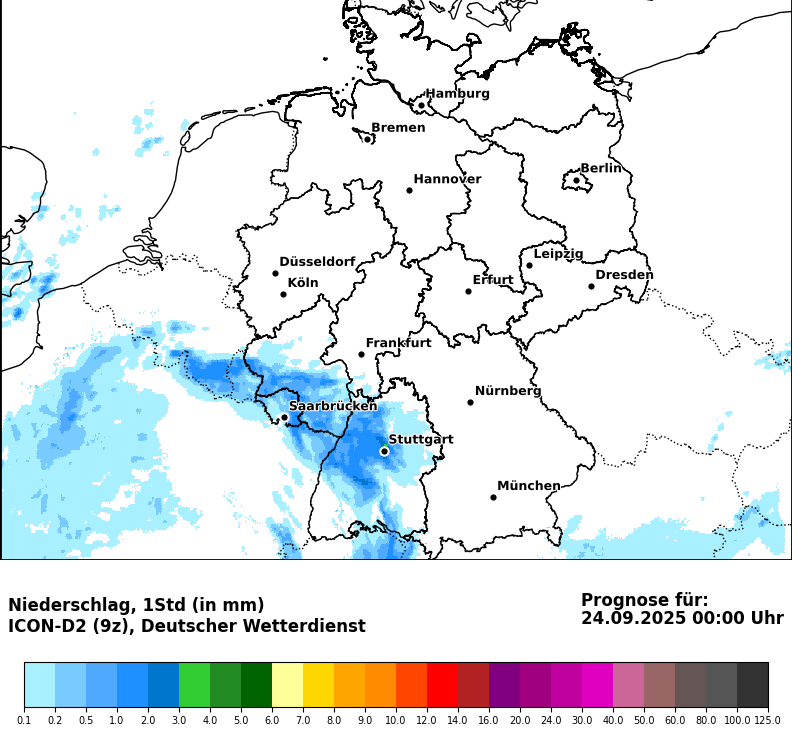 Hamburg
Bremen
Berlin
Hannover
Leipzig
Düsseldorf
Dresden
Köln
Erfurt
Frankfurt
Nürnberg
Saarbrücken
Stuttgart
München
Niederschlag, 1Std (in mm)
ICON-D2 (9z), Deutscher Wetterdienst
Prognose für:
24.09.2025 00:00 Uhr
0.1 0.2 0.5 1.0 2.0 3.0 4.0 5.0 6.0 7.0 8.0 9.0 10.0 12.0 14.0 16.0 20.0 24.0 30.0 40.0 50.0 60.0 80.0 100.0 125.0